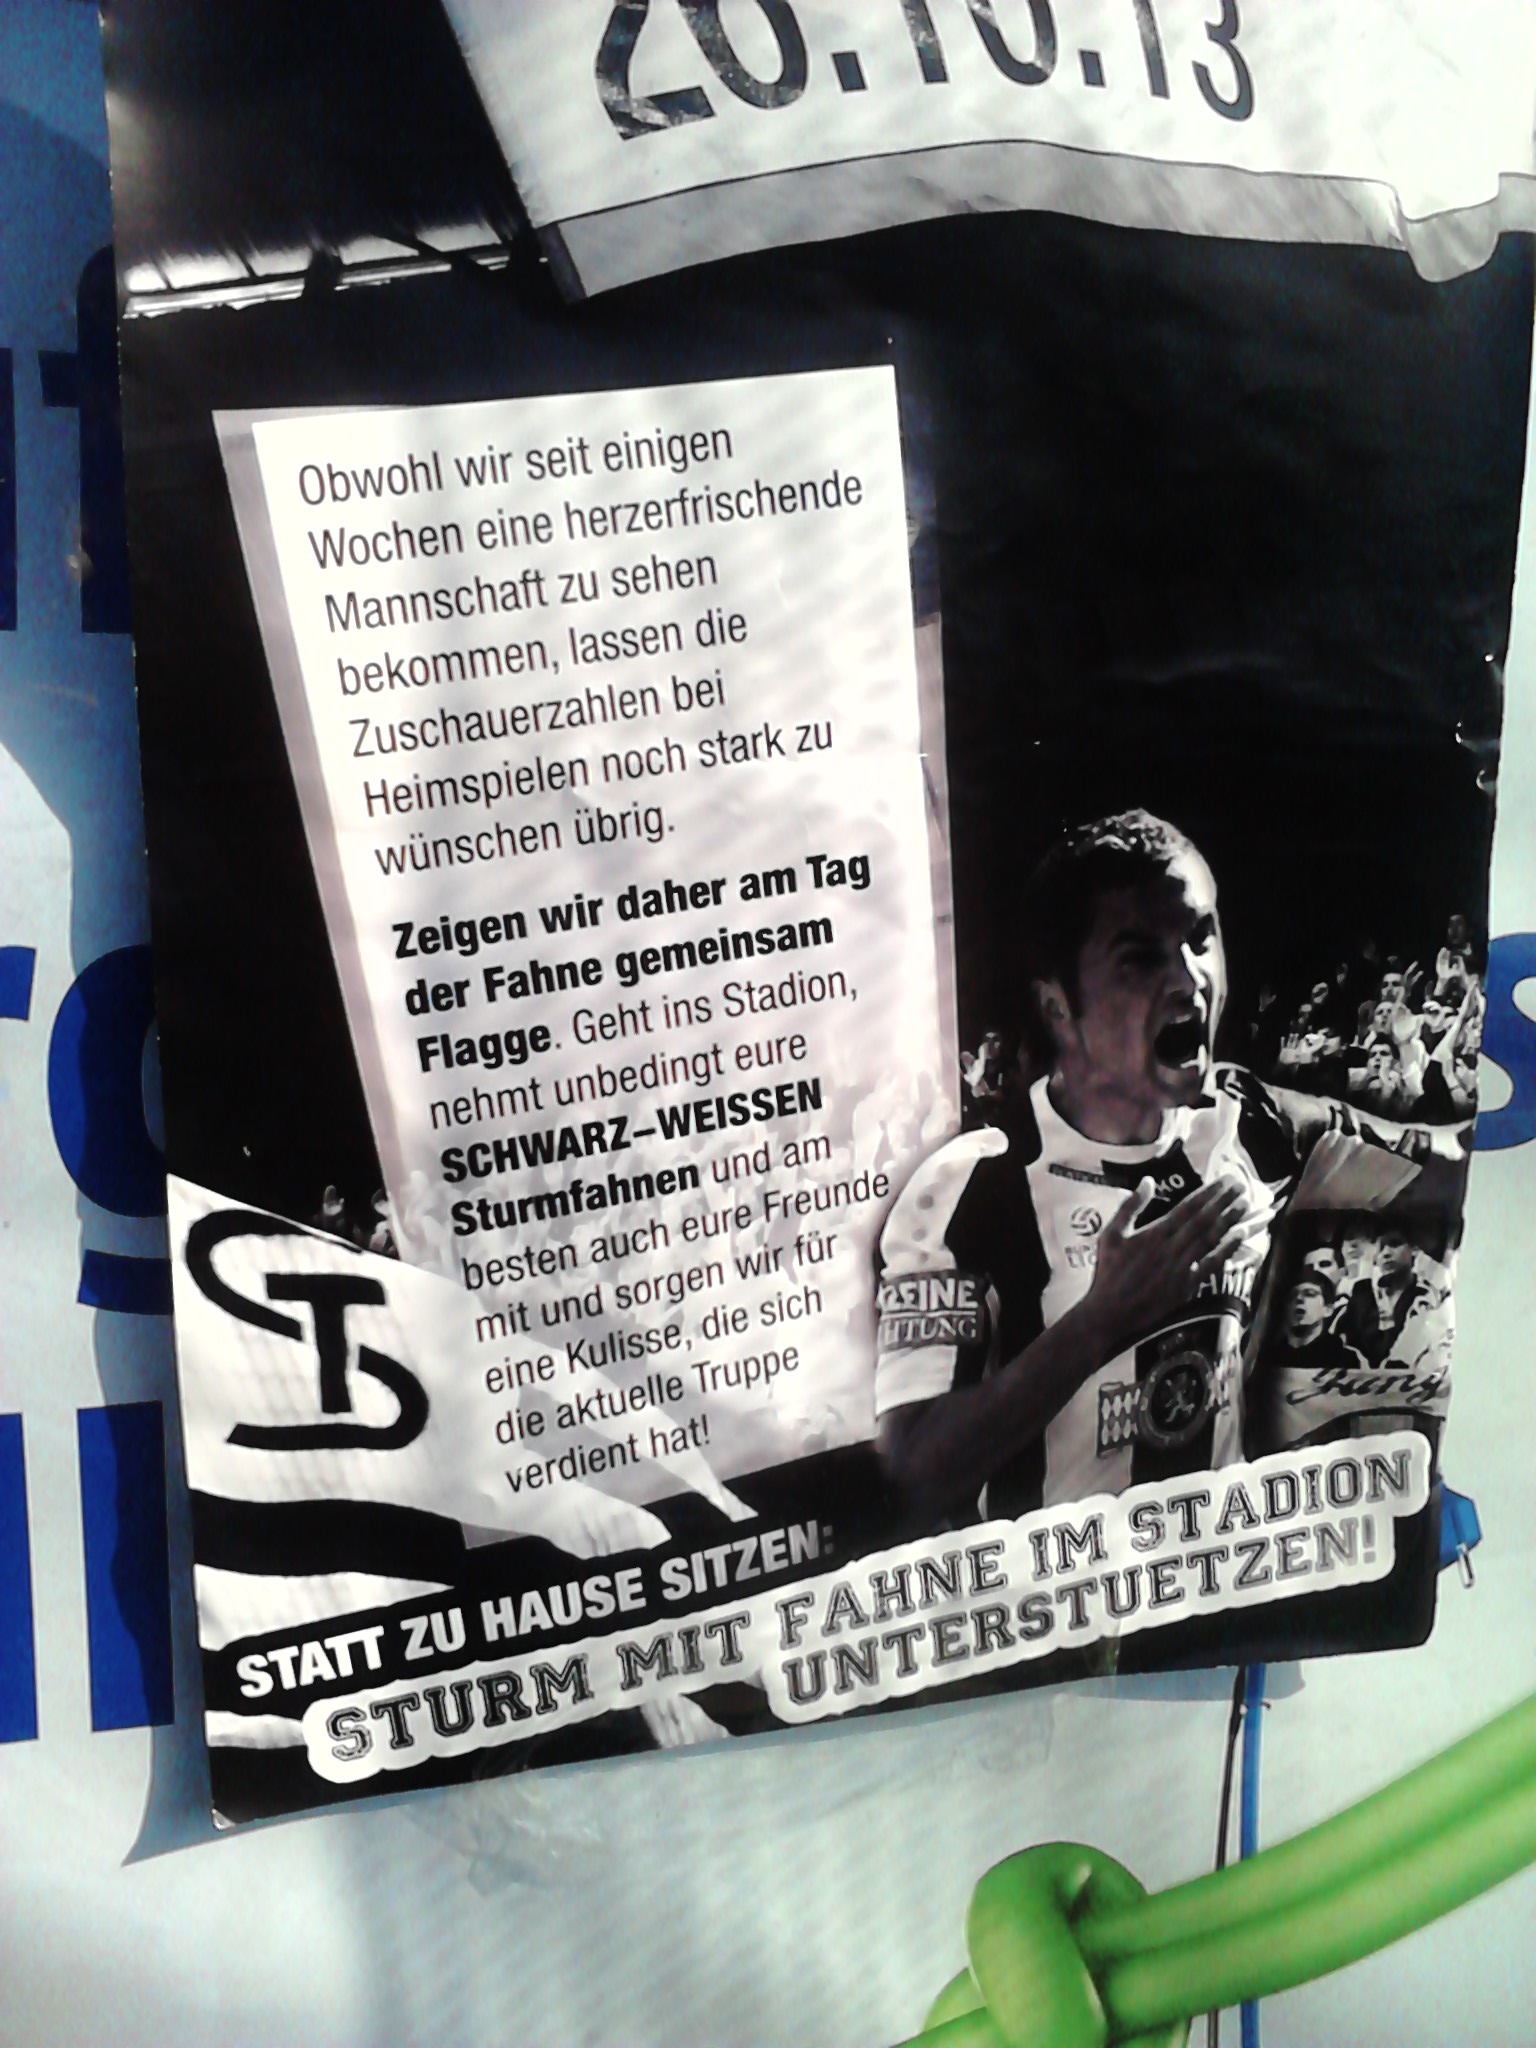 26.10.13
Obwohl wir seit einigen
Wochen eine herzerfrischende
Mannschaft zu sehen
bekommen, lassen die
Zuschauerzahlen bei
Heimspielen noch stark zu
wünschen übrig.
Zeigen wir daher am Tag
der Fahne gemeinsam
Flagge. Geht ins Stadion,
nehmt unbedingt eure
SCHWARZ–WEISSEN
Sturmfahnen und am
besten auch eure Freunde
mit und sorgen wir für
eine Kulisse, die sich
die aktuelle Truppe
verdient hat!
STATT ZU HAUSE SITZEN:
STURM MIT FAHNE IM STADION
UNTERSTUETZEN!